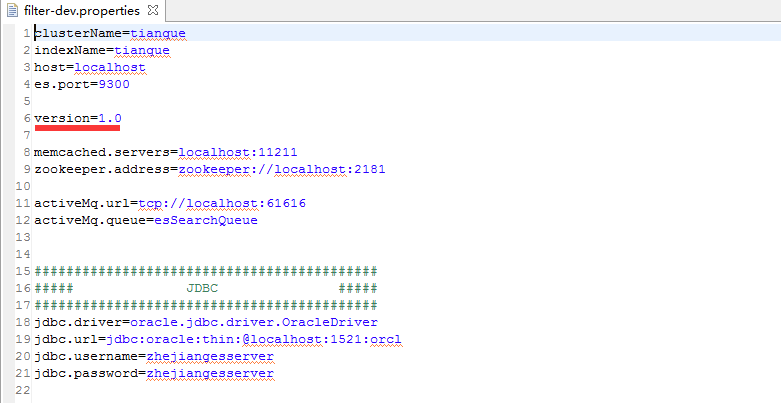 filter-dev.properties
1 clusterName=tianque
2 indexName=tianque
3 host=localhost
4 es.port=9300
5
6 version=1.0
7
8 memcached.servers=localhost:11211
9 zookeeper.address=zookeeper://localhost:2181
10
11 activeMq.url=tcp://localhost:61616
12 activeMq.queue=esSearchQueue
13
14
15 ###########################################
16 ##### JDBC #####
17 ###########################################
18 jdbc.driver=oracle.jdbc.driver.OracleDriver
19 jdbc.url=jdbc:oracle:thin:@localhost:1521:orcl
20 jdbc.username=zhejiangesserver
21 jdbc.password=zhejiangesserver
22